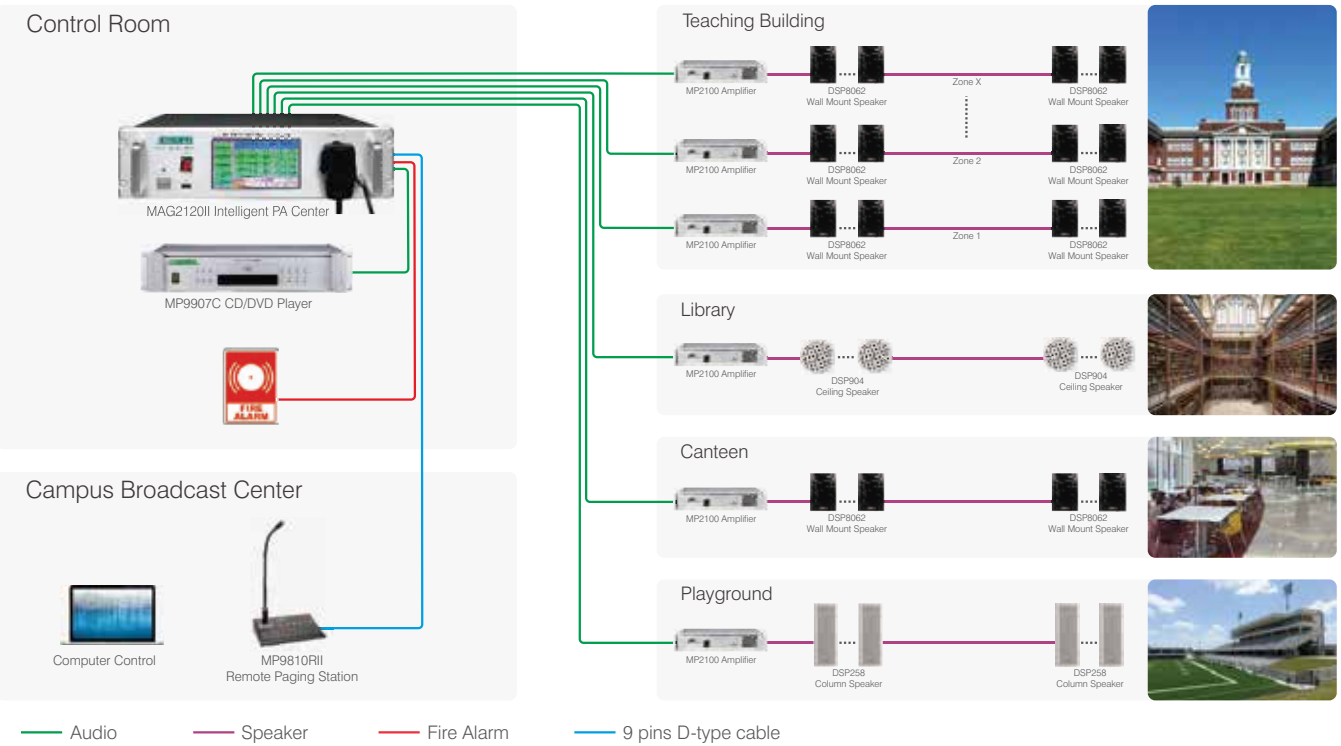 Control Room
MAG2120II Intelligent PA Center
MP9907C CD/DVD Player
FIRE
ALARM
Campus Broadcast Center
Computer Control
MP9810RII
Remote Paging Station
Teaching Building
MP2100 Amplifier
DSP8062
Wall Mount Speaker
Zone X
DSP8062
Wall Mount Speaker
MP2100 Amplifier
DSP8062
Wall Mount Speaker
Zone 2
DSP8062
Wall Mount Speaker
MP2100 Amplifier
DSP8062
Wall Mount Speaker
Zone 1
DSP8062
Wall Mount Speaker
Library
MP2100 Amplifier
DSP904
Ceiling Speaker
DSP904
Ceiling Speaker
Canteen
MP2100 Amplifier
DSP8062
Wall Mount Speaker
DSP8062
Wall Mount Speaker
Playground
MP2100 Amplifier
DSP258
Column Speaker
DSP258
Column Speaker
Audio
Speaker
Fire Alarm
9 pins D-type cable